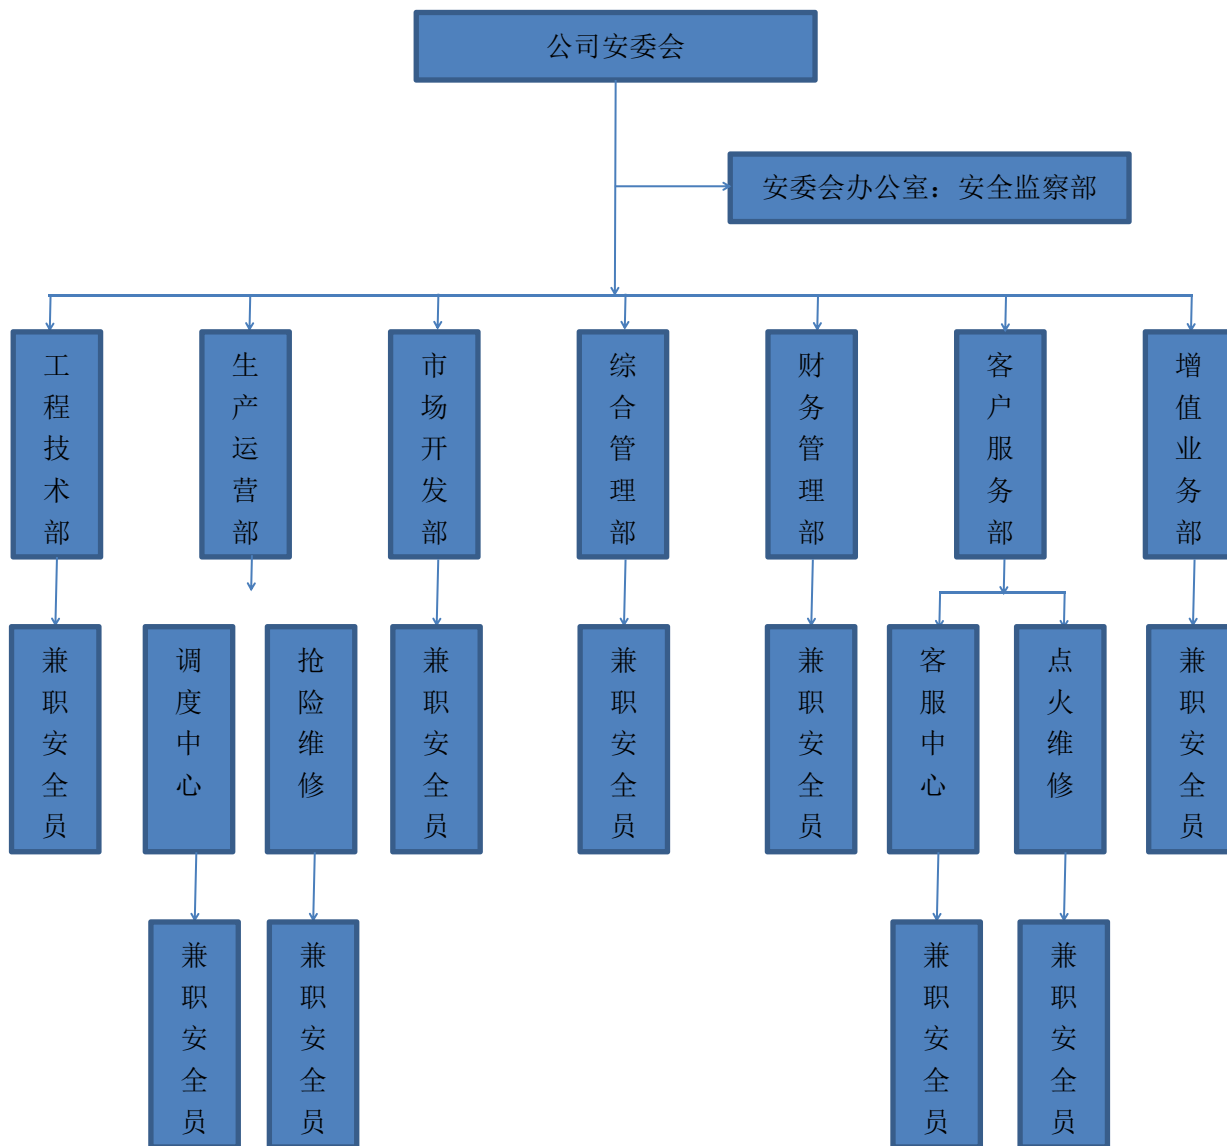 公司安委会
安委会办公室：安全监察部
工程技术部
生产运营部
市场开发部
综合管理部
财务管理部
客户服务部
增值业务部
兼职安全员
调度中心
抢险维修
兼职安全员
兼职安全员
兼职安全员
客服中心
点火维修
兼职安全员
兼职安全员
兼职安全员
兼职安全员
兼职安全员